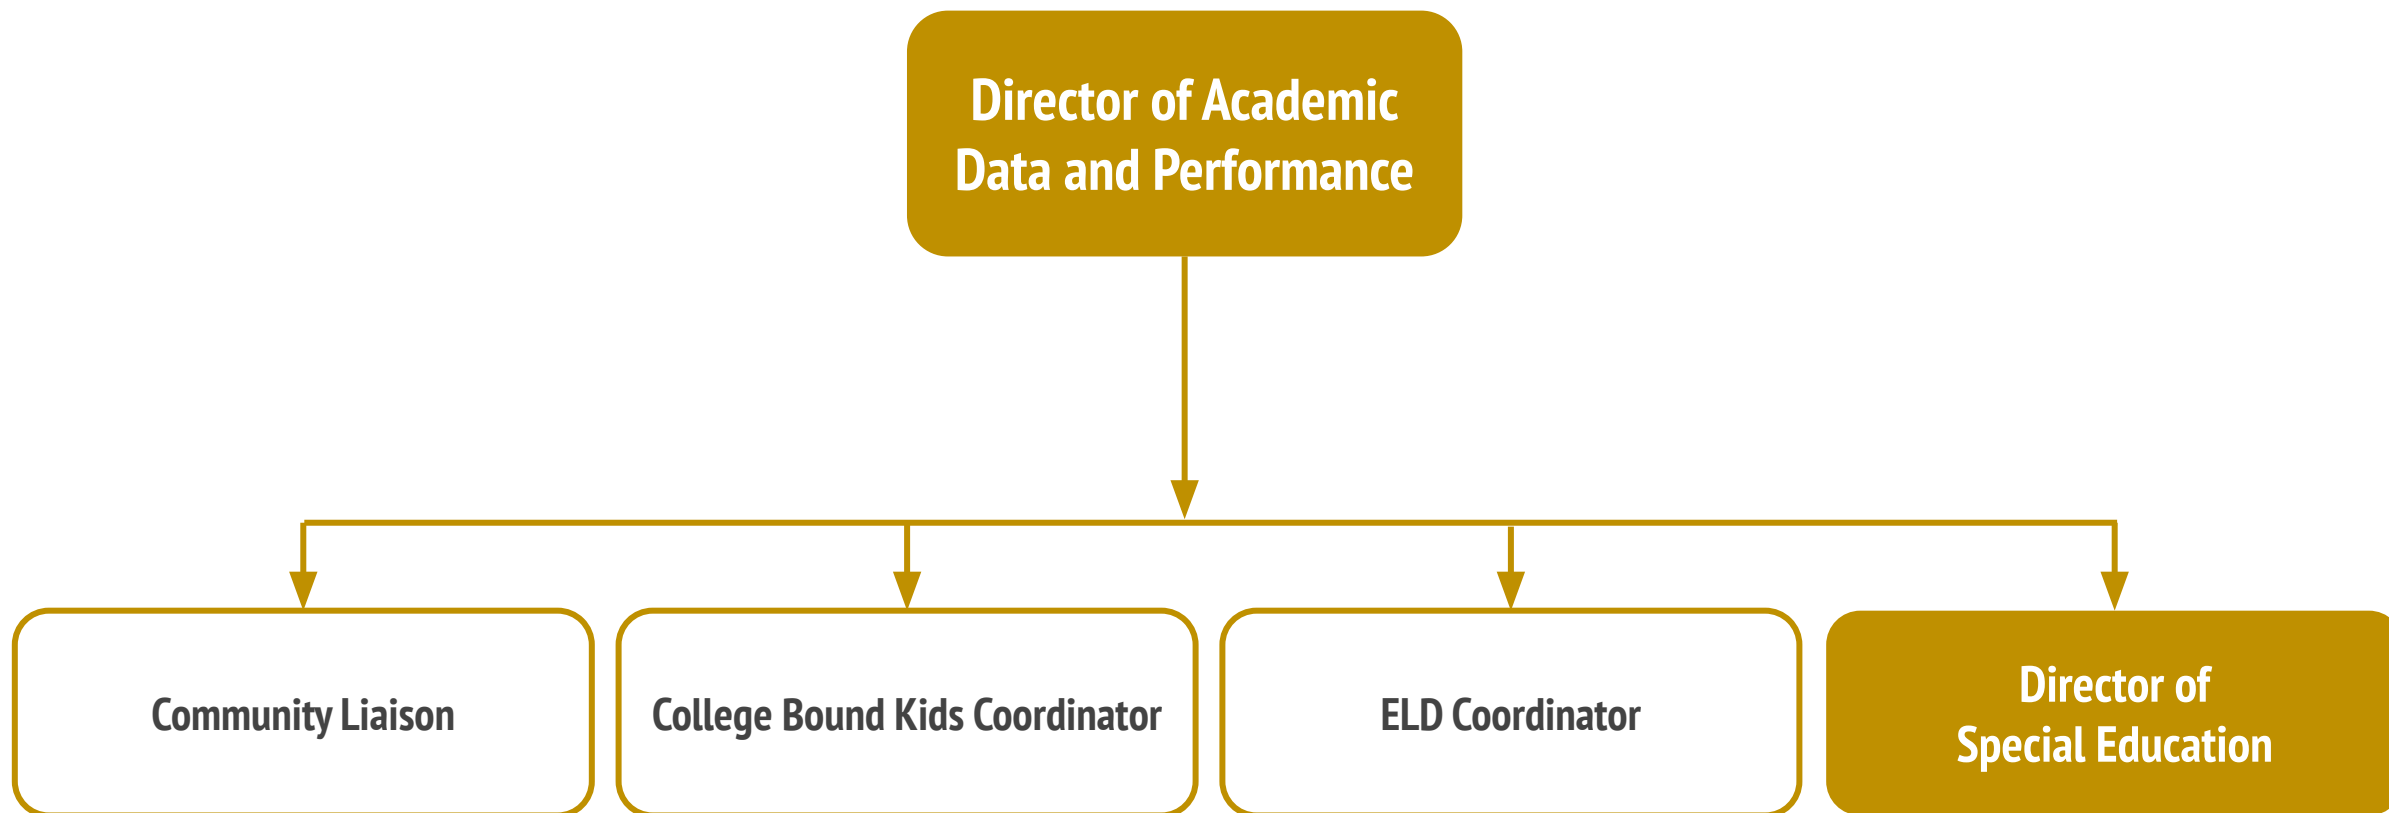 Director of Academic
Data and Performance
Community Liaison
College Bound Kids Coordinator
ELD Coordinator
Director of
Special Education